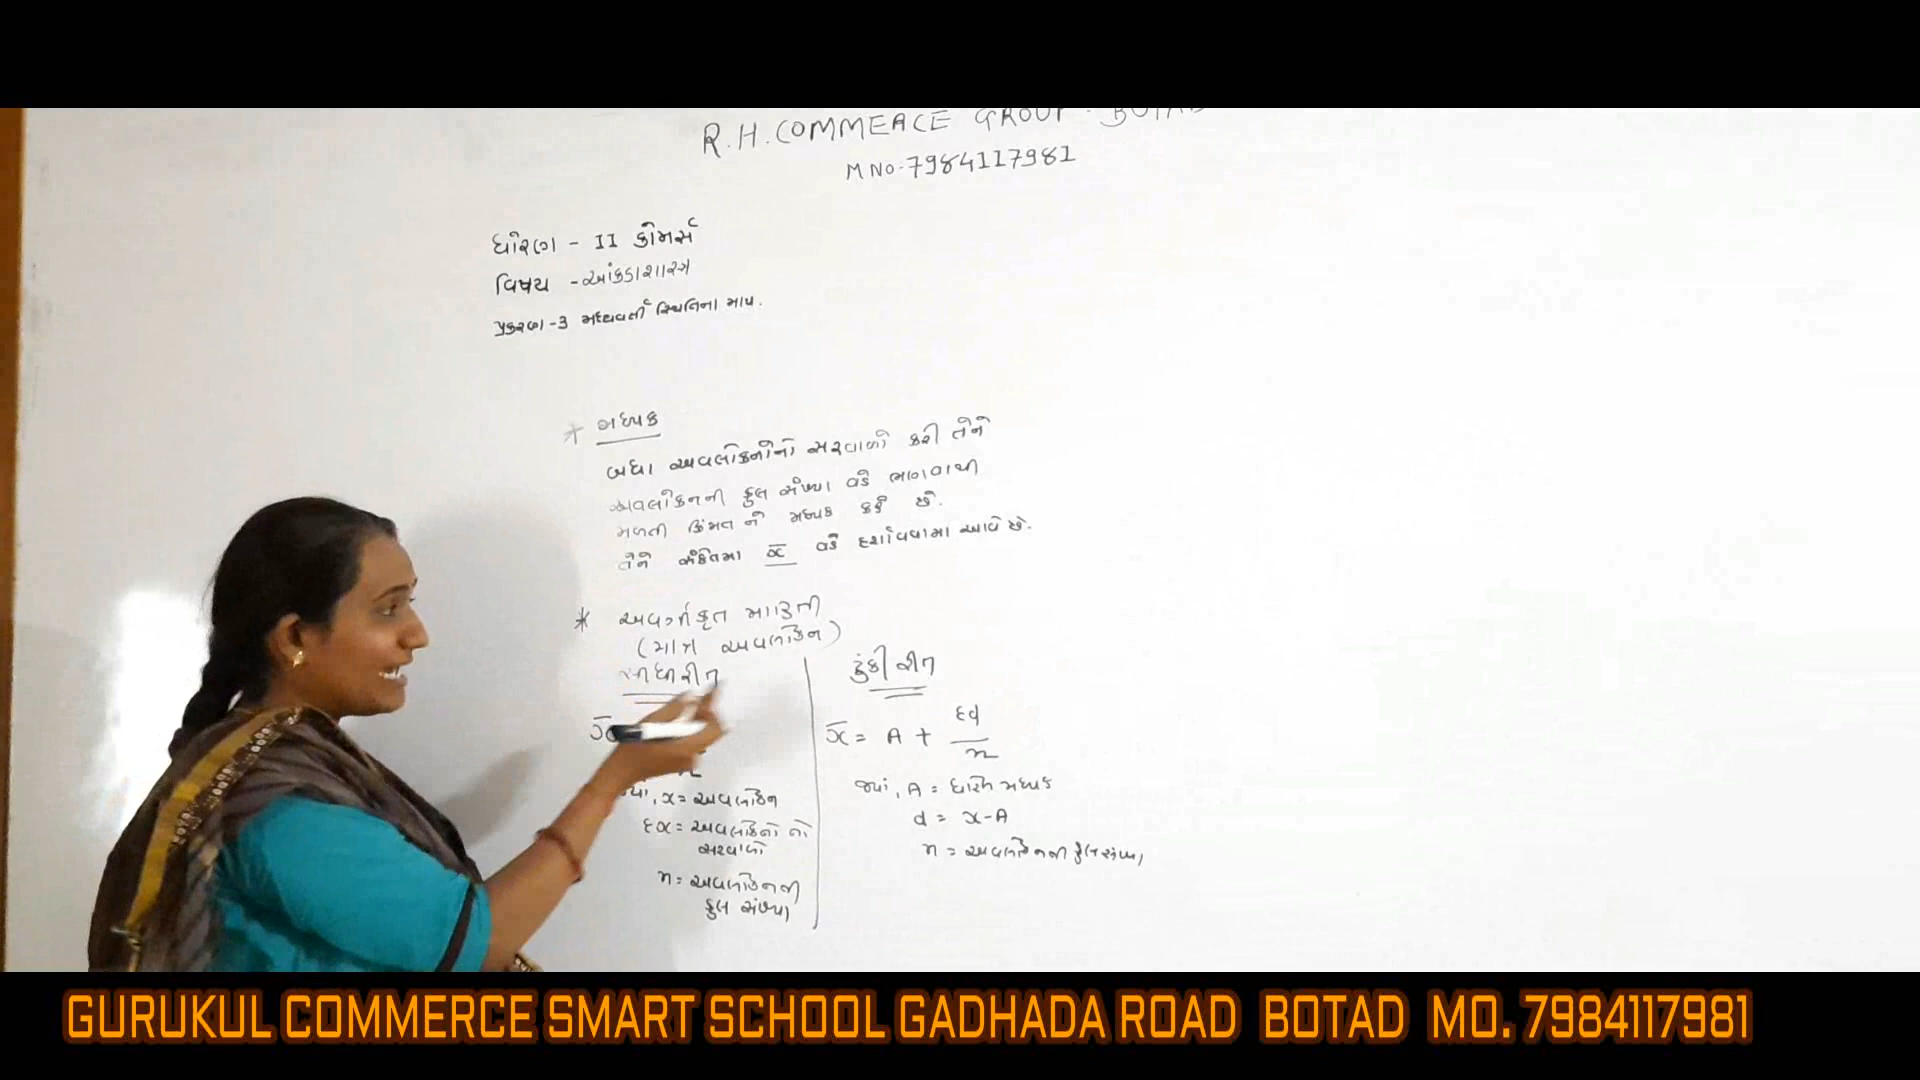 R.H.COMMEACE GROUP - BOTAD
M NO-7984117981
ધોરણ - 11 કોમર્સ
વિષય - આંકડાશાસ્ત્ર
પ્રકરણ-3 મધ્યવર્તી સ્થિતિના માપ.
* મધ્યક
બધા અવલોકનોનો સરવાળો કરી તેને
અવલોકનની કુલ સંખ્યા વડે ભાગવાથી
મળતી કિંમત ને મધ્યક કહે છે.
તેને સંકેતમા x̄ વડે દર્શાવવામા આવે છે.
* અવર્ગીકૃત માહિતી
(માત્ર અવલોકન)
સીધી રીત
x̄
n
x = અવલોકન
Σx = અવલોકનો નો
સરવાળો
n = અવલોકનની
કુલ સંખ્યા
ટુંકી રીત
x̄ = A + Σd / n
જ્યાં, A = ધારેલ મધ્યક
d = x-A
n = અવલોકનની કુલ સંખ્યા
GURUKUL COMMERCE SMART SCHOOL GADHADA ROAD BOTAD MO. 7984117981